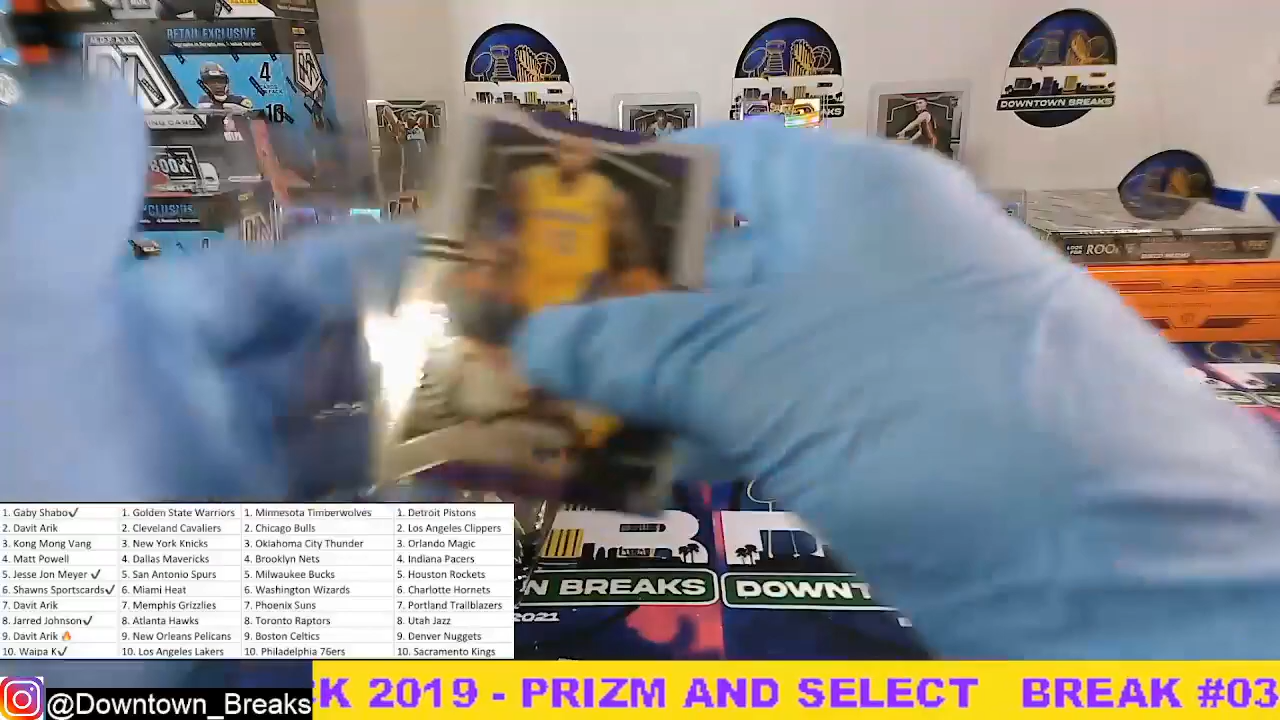 RETAIL EXCLUSIVE
4
10
DOWNTOWN BREAKS
ROOK
BREAKS
DOWNT
2021
1. Gaby Shabo✓ 1. Golden State Warriors 1. Minnesota Timberwolves 1. Detroit Pistons
2. Davit Arik 2. Cleveland Cavaliers 2. Chicago Bulls 2. Los Angeles Clippers
3. Kong Mong Vang 3. New York Knicks 3. Oklahoma City Thunder 3. Orlando Magic
4. Matt Powell 4. Dallas Mavericks 4. Brooklyn Nets 4. Indiana Pacers
5. Jesse Jon Meyer ✓ 5. San Antonio Spurs 5. Milwaukee Bucks 5. Houston Rockets
6. Shawns Sportscards✓ 6. Miami Heat 6. Washington Wizards 6. Charlotte Hornets
7. Davit Arik 7. Memphis Grizzlies 7. Phoenix Suns 7. Portland Trailblazers
8. Jarred Johnson✓ 8. Atlanta Hawks 8. Toronto Raptors 8. Utah Jazz
9. Davit Arik 🔥 9. New Orleans Pelicans 9. Boston Celtics 9. Denver Nuggets
10. Waipa K✓ 10. Los Angeles Lakers 10. Philadelphia 76ers 10. Sacramento Kings
@Downtown_Breaks
K 2019 - PRIZM AND SELECT BREAK #03